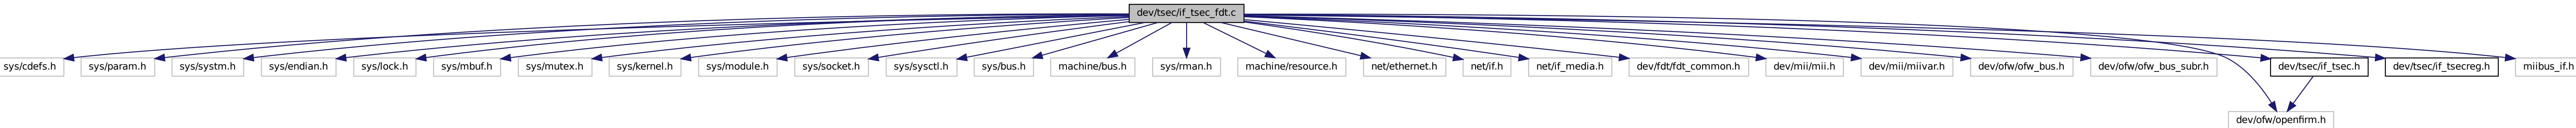 dev/tsec/if_tsec_fdt.c
sys/cdefs.h
sys/param.h
sys/systm.h
sys/endian.h
sys/lock.h
sys/mbuf.h
sys/mutex.h
sys/kernel.h
sys/module.h
sys/socket.h
sys/sysctl.h
sys/bus.h
machine/bus.h
sys/rman.h
machine/resource.h
net/ethernet.h
net/if.h
net/if_media.h
dev/fdt/fdt_common.h
dev/mii/mii.h
dev/mii/miivar.h
dev/ofw/ofw_bus.h
dev/ofw/ofw_bus_subr.h
dev/tsec/if_tsec.h
dev/tsec/if_tsecreg.h
miibus_if.h
dev/ofw/openfirm.h